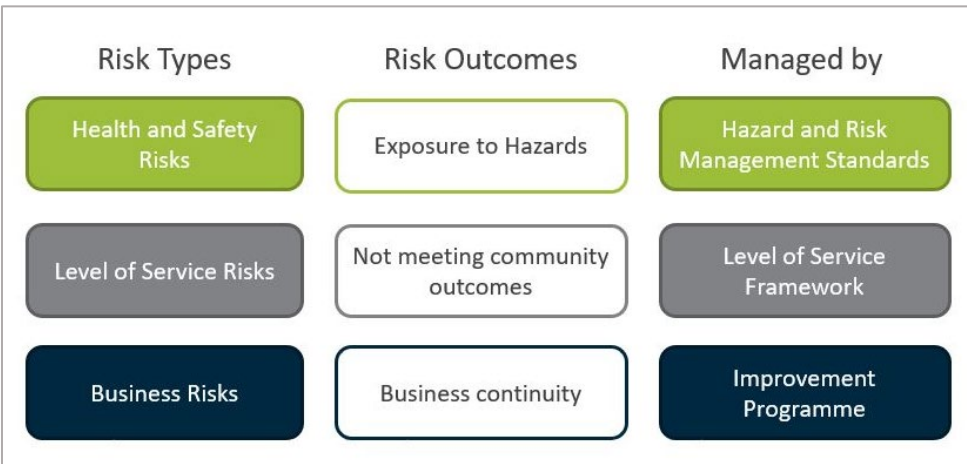 Risk Types
Risk Outcomes
Managed by
Health and Safety
Risks
Exposure to Hazards
Hazard and Risk
Management Standards
Level of Service Risks
Not meeting community
outcomes
Level of Service
Framework
Business Risks
Business continuity
Improvement
Programme